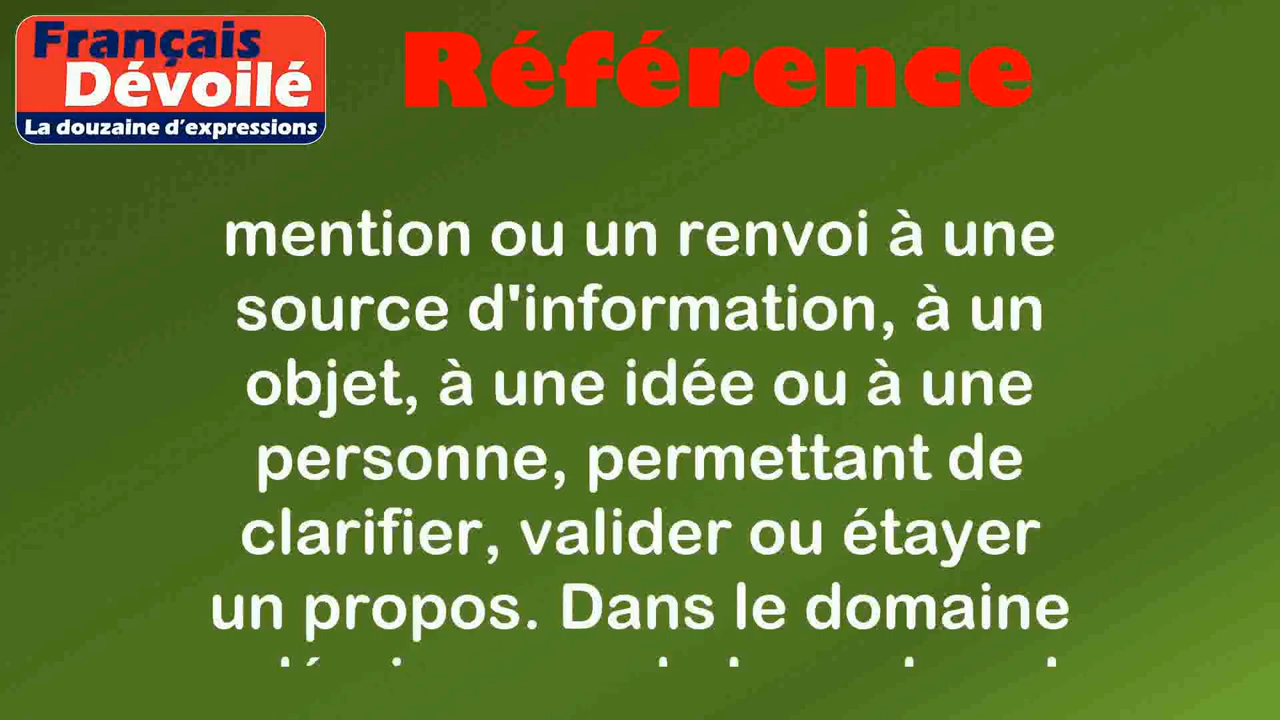 Français
Dévoilé
La douzaine d'expressions
Référence
mention ou un renvoi à une
source d'information, à un
objet, à une idée ou à une
personne, permettant de
clarifier, valider ou étayer
un propos. Dans le domaine